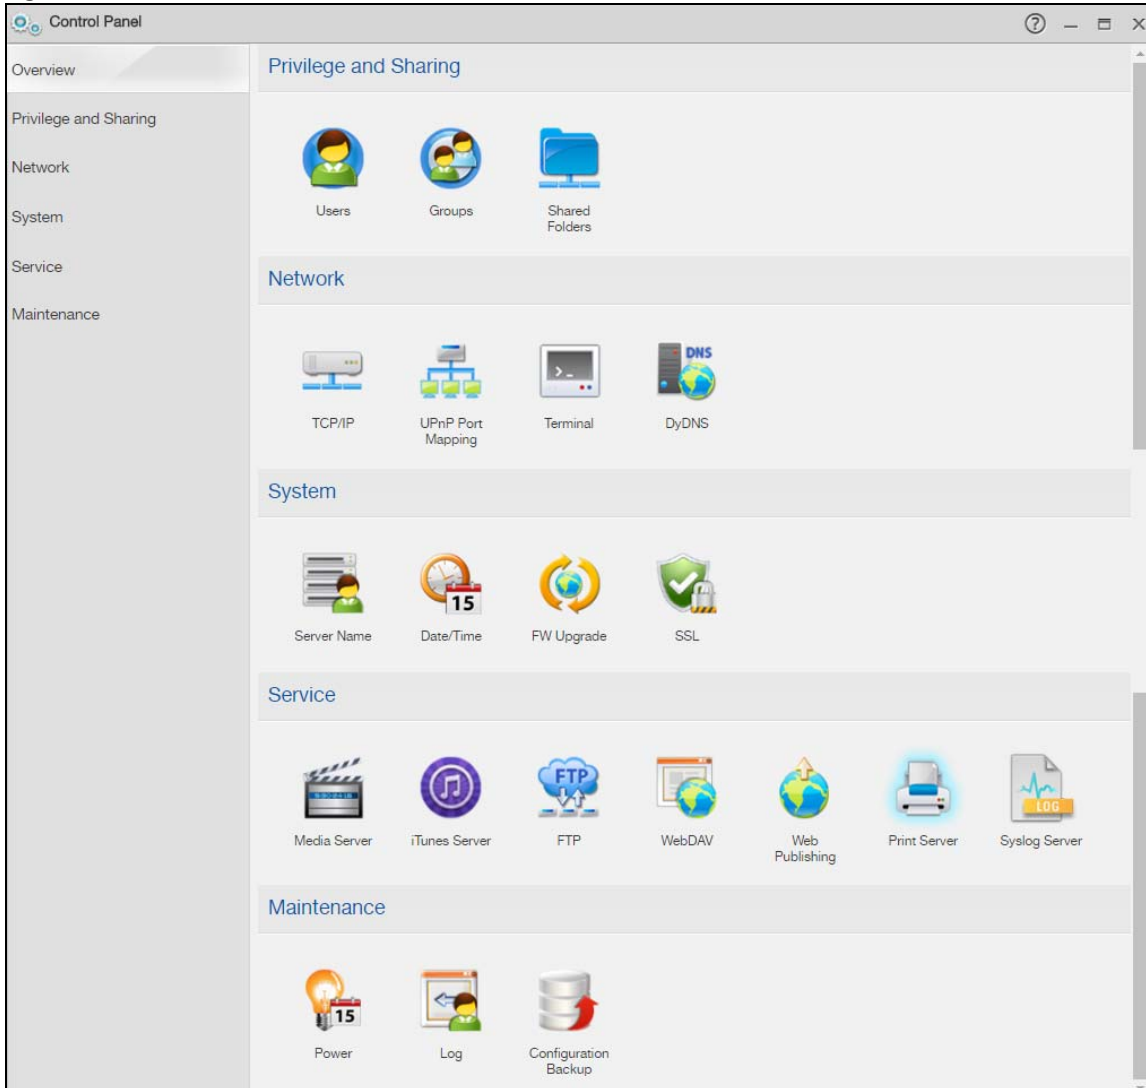 Control Panel
Overview
Privilege and Sharing
Network
System
Service
Maintenance
Privilege and Sharing
Users
Groups
Shared
Folders
Network
>_
DNS
TCP/IP
UPnP Port
Mapping
Terminal
DyDNS
System
15
Server Name
Date/Time
FW Upgrade
SSL
Service
FTP
LOG
Media Server
iTunes Server
FTP
WebDAV
Web
Publishing
Print Server
Syslog Server
Maintenance
15
Power
Log
Configuration
Backup